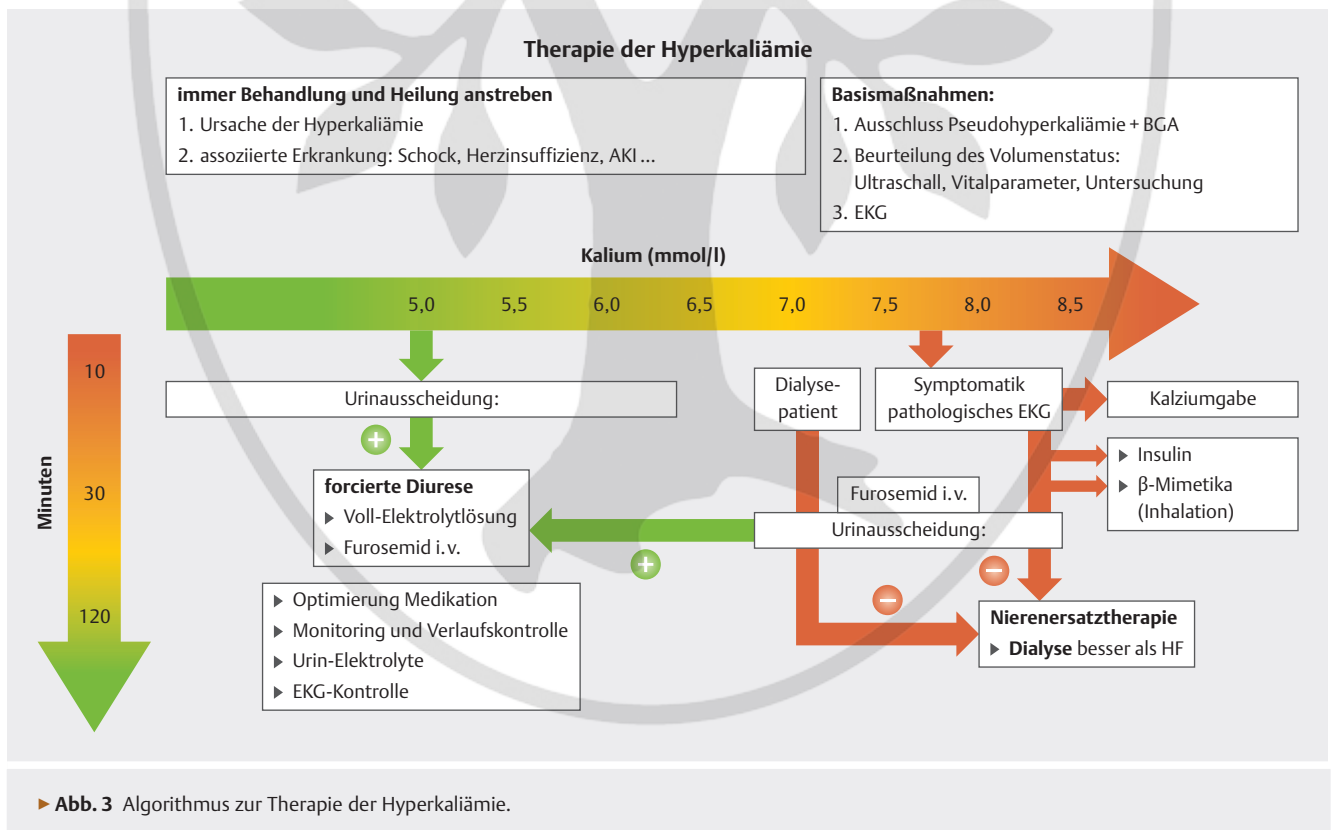 Therapie der Hyperkaliämie
immer Behandlung und Heilung anstreben
1. Ursache der Hyperkaliämie
2. assoziierte Erkrankung: Schock, Herzinsuffizienz, AKI ...
Basismaßnahmen:
1. Ausschluss Pseudohyperkaliämie + BGA
2. Beurteilung des Volumenstatus:
Ultraschall, Vitalparameter, Untersuchung
3. EKG
Kalium (mmol/l)
5,0 5,5 6,0 6,5 7,0 7,5 8,0 8,5
Minuten
10
30
120
Urinausscheidung:
+
forcierte Diurese
▶ Voll-Elektrolytlösung
▶ Furosemid i. v.
▶ Optimierung Medikation
▶ Monitoring und Verlaufskontrolle
▶ Urin-Elektrolyte
▶ EKG-Kontrolle
Dialyse-
patient
Symptomatik
pathologisches EKG
Kalziumgabe
▶ Insulin
▶ β-Mimetika
(Inhalation)
Furosemid i. v.
Urinausscheidung:
+
−
−
Nierenersatztherapie
▶ Dialyse besser als HF
▶ Abb. 3 Algorithmus zur Therapie der Hyperkaliämie.